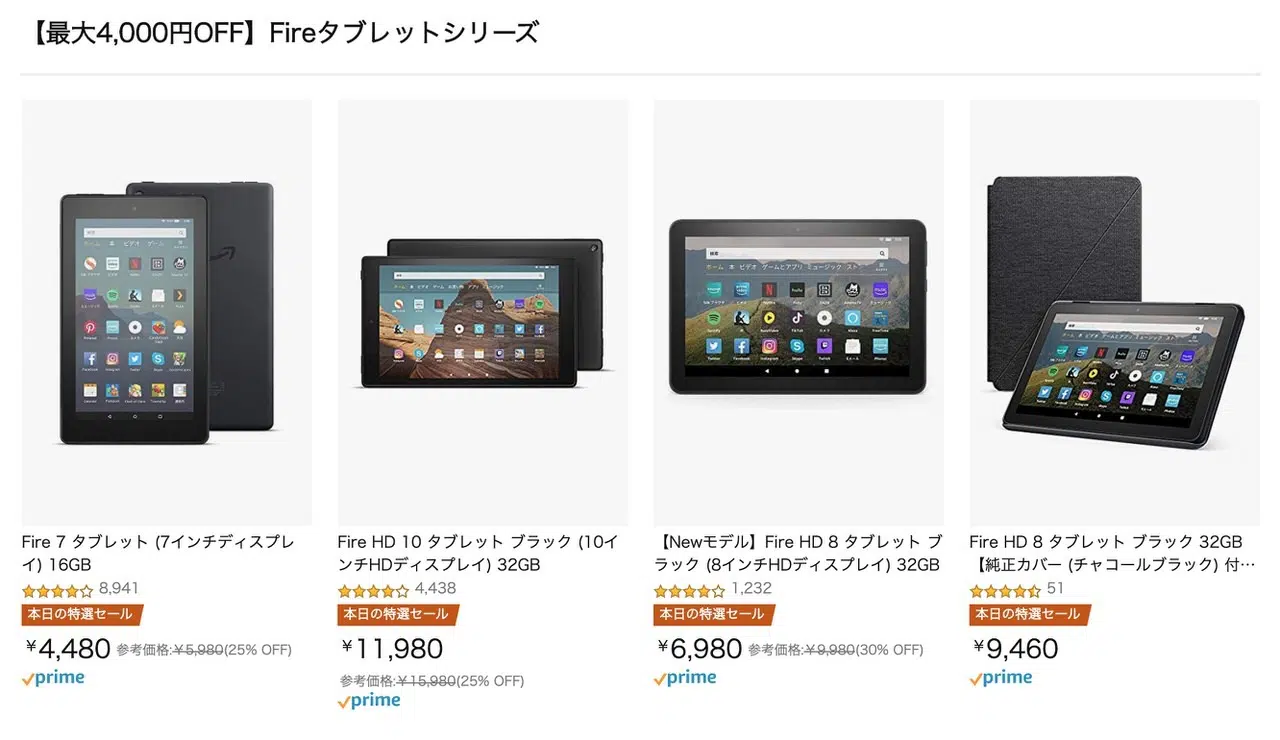 【最大4,000円OFF】Fireタブレットシリーズ
Fire 7 タブレット (7インチディスプレ
イ) 16GB
8,941
本日の特選セール
¥4,480 参考価格:¥5,980(25% OFF)
prime
Fire HD 10 タブレット ブラック (10イ
ンチHDディスプレイ) 32GB
4,438
本日の特選セール
¥11,980
参考価格:¥15,980(25% OFF)
prime
【Newモデル】Fire HD 8 タブレット ブ
ラック (8インチHDディスプレイ) 32GB
1,232
本日の特選セール
¥6,980 参考価格:¥9,980(30% OFF)
prime
Fire HD 8 タブレット ブラック 32GB
【純正カバー (チャコールブラック) 付…
51
本日の特選セール
¥9,460
prime